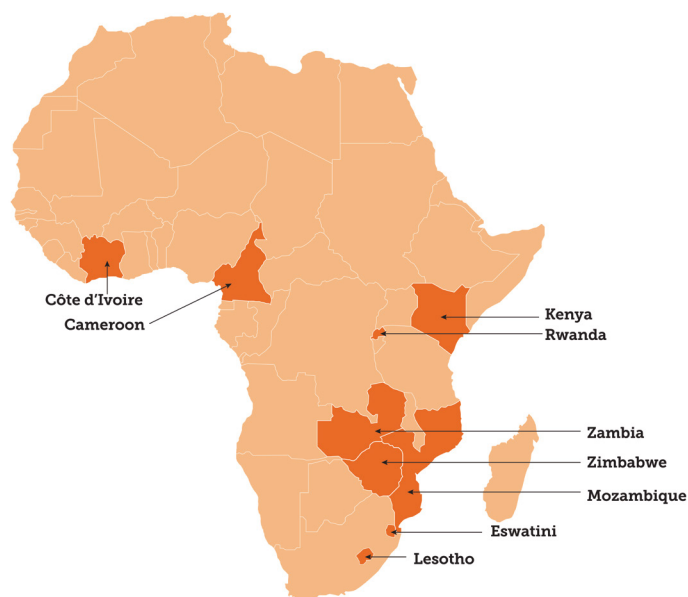 Côte d’Ivoire
Cameroon
Kenya
Rwanda
Zambia
Zimbabwe
Mozambique
Eswatini
Lesotho